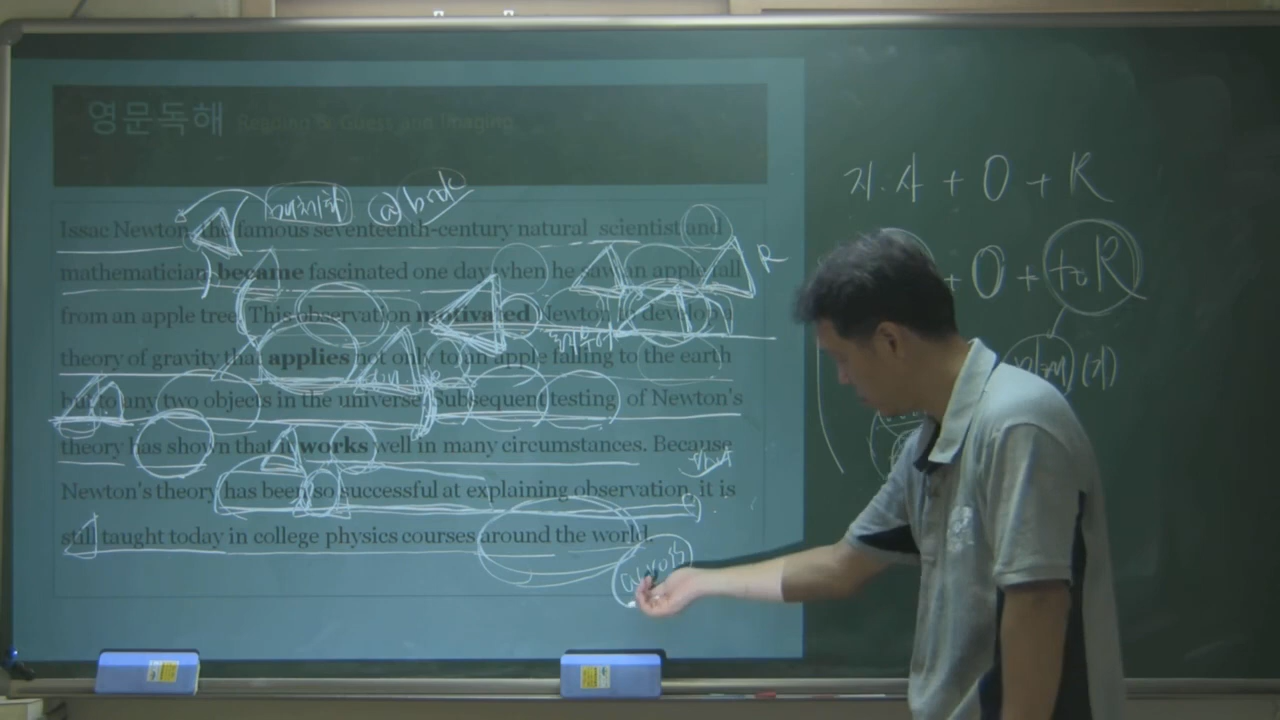 영문독해 Reading & Guess and Imaging
@ b
Issac Newton, the famous seventeenth-century natural scientist and
mathematician, became fascinated one day when he saw an apple fall
R
from an apple tree. This observation motivated Newton to develop a
theory of gravity that applies not only to an apple falling to the earth
but to any two objects in the universe. Subsequent testing of Newton's
theory has shown that it works well in many circumstances. Because
Newton's theory has been so successful at explaining observation, it is
still taught today in college physics courses around the world.
across
지.사 + O + R
+ O + to R